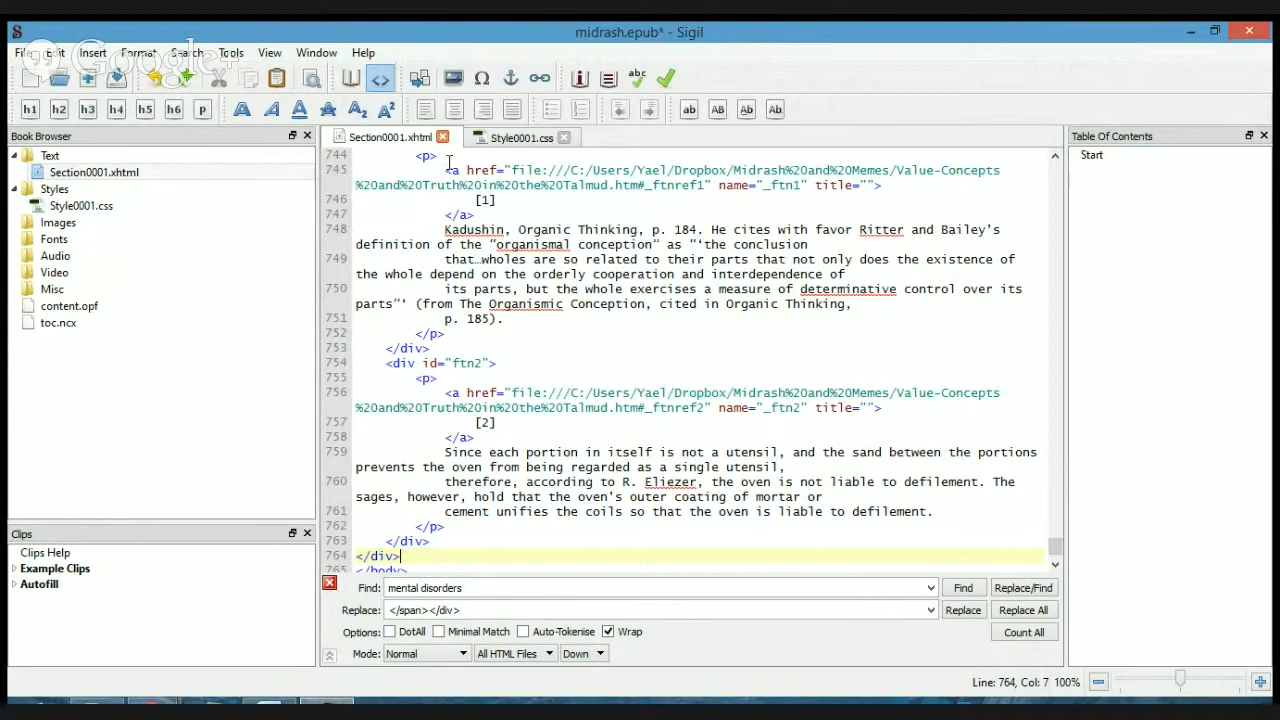 midrash.epub* - Sigil
File Edit Insert Format Search Tools View Window Help
Google+
h1 h2 h3 h4 h5 h6 p A A A A A2 A2 ab AB Ab Ab
Book Browser
Text
Section0001.xhtml
Styles
Style0001.css
Images
Fonts
Audio
Video
Misc
content.opf
toc.ncx
Clips
Clips Help
Example Clips
Autofill
Section0001.xhtml Style0001.css
744 <p>
745 <a href="file:///C:/Users/Yael/Dropbox/Midrash%20and%20Memes/Value-Concepts
%20and%20Truth%20in%20the%20Talmud.htm#_ftnref1" name="_ftn1" title="">
746 [1]
747 </a>
748 Kadushin, Organic Thinking, p. 184. He cites with favor Ritter and Bailey’s
definition of the “organismal conception” as “‘the conclusion
749 that…wholes are so related to their parts that not only does the existence of
the whole depend on the orderly cooperation and interdependence of
750 its parts, but the whole exercises a measure of determinative control over its
parts”‘ (from The Organismic Conception, cited in Organic Thinking,
751 p. 185).
752 </p>
753 </div>
754 <div id="ftn2">
755 <p>
756 <a href="file:///C:/Users/Yael/Dropbox/Midrash%20and%20Memes/Value-Concepts
%20and%20Truth%20in%20the%20Talmud.htm#_ftnref2" name="_ftn2" title="">
757 [2]
758 </a>
759 Since each portion in itself is not a utensil, and the sand between the portions
prevents the oven from being regarded as a single utensil,
760 therefore, according to R. Eliezer, the oven is not liable to defilement. The
sages, however, hold that the oven’s outer coating of mortar or
761 cement unifies the coils so that the oven is liable to defilement.
762 </p>
763 </div>
764 </div>
765 </body>
Find: mental disorders Find Replace/Find
Replace: </span></div> Replace Replace All
Options: DotAll Minimal Match Auto-Tokenise Wrap Count All
Mode: Normal All HTML Files Down
Table Of Contents
Start
Line: 764, Col: 7 100%